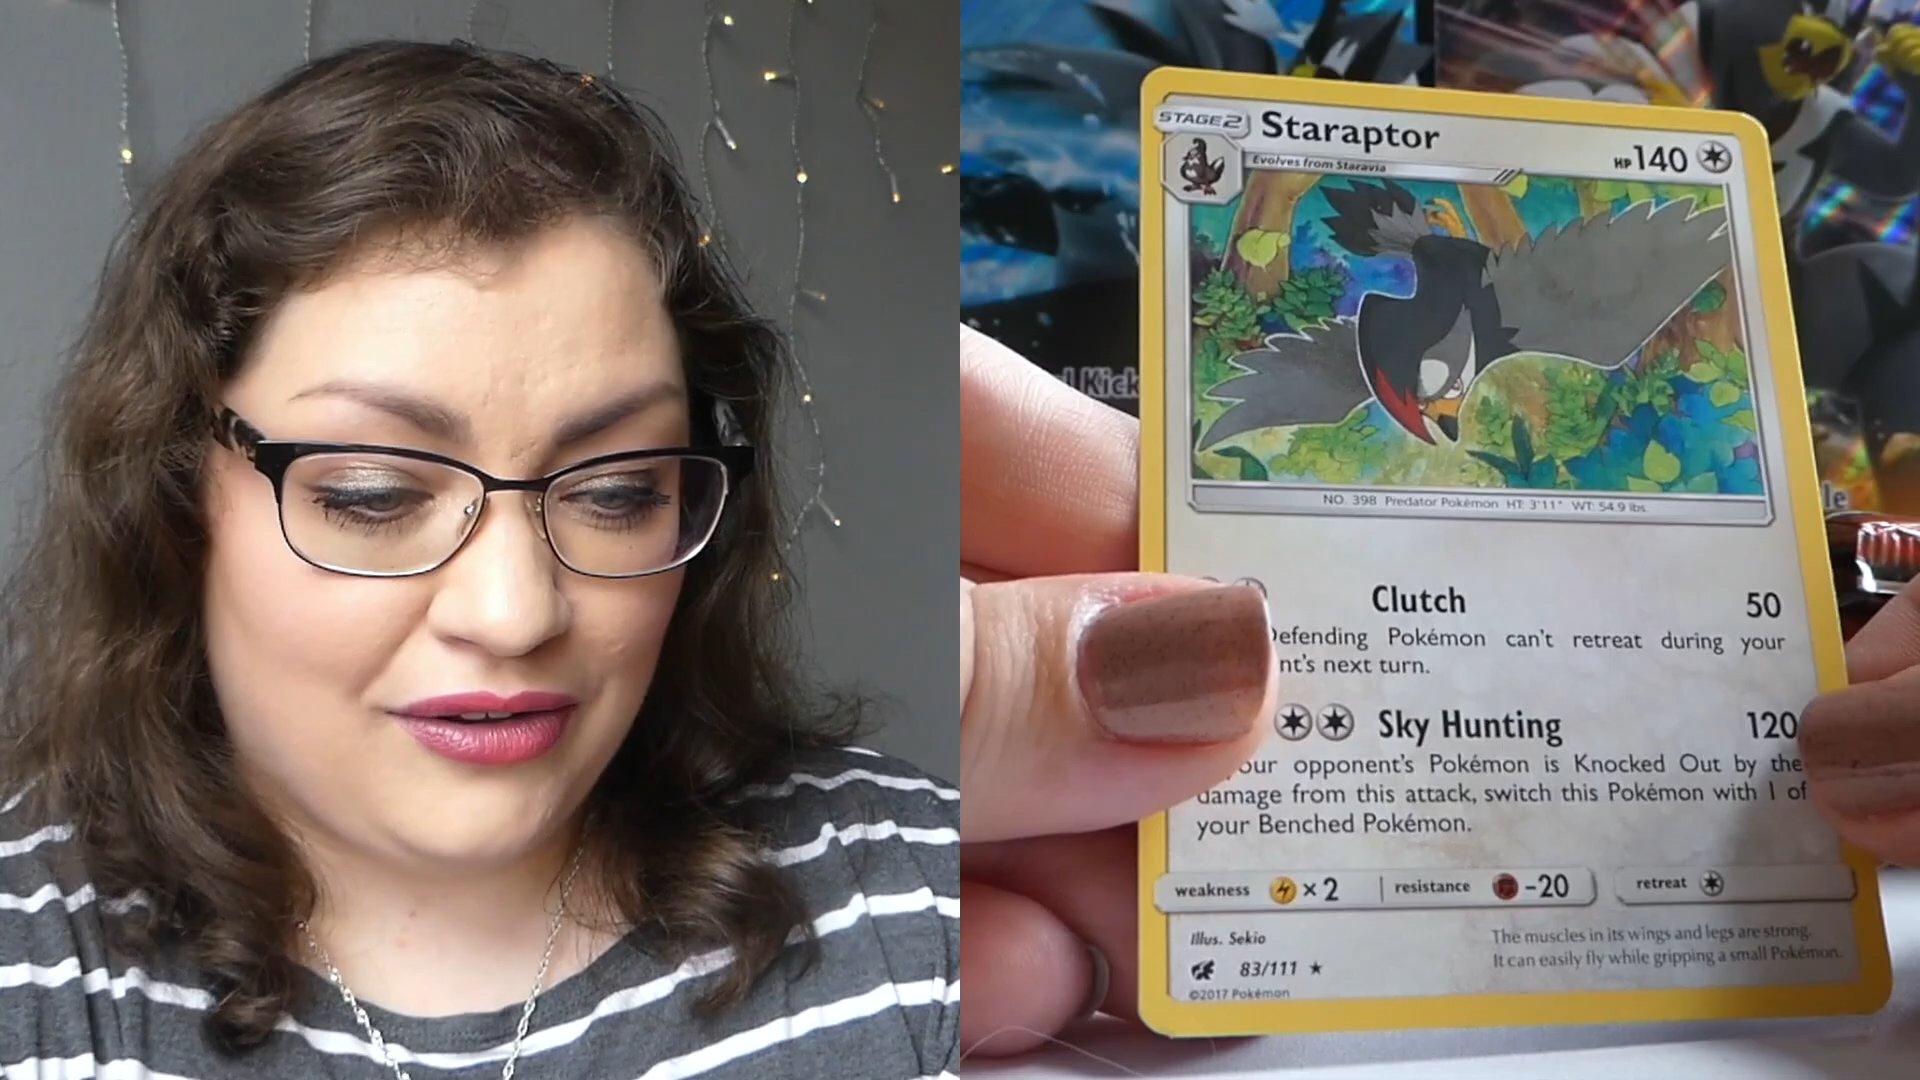 STAGE 2
Staraptor
HP 140
Evolves from Staravia
NO. 398 Predator Pokémon HT: 3'11" WT: 54.9 lbs.
Kick
Clutch 50
Defending Pokémon can't retreat during your
nt's next turn.
Sky Hunting 120
our opponent's Pokémon is Knocked Out by the
damage from this attack, switch this Pokémon with 1 of
your Benched Pokémon.
weakness × 2 resistance -20 retreat
Illus. Sekio
83/111 ★
©2017 Pokémon
The muscles in its wings and legs are strong.
It can easily fly while gripping a small Pokémon.